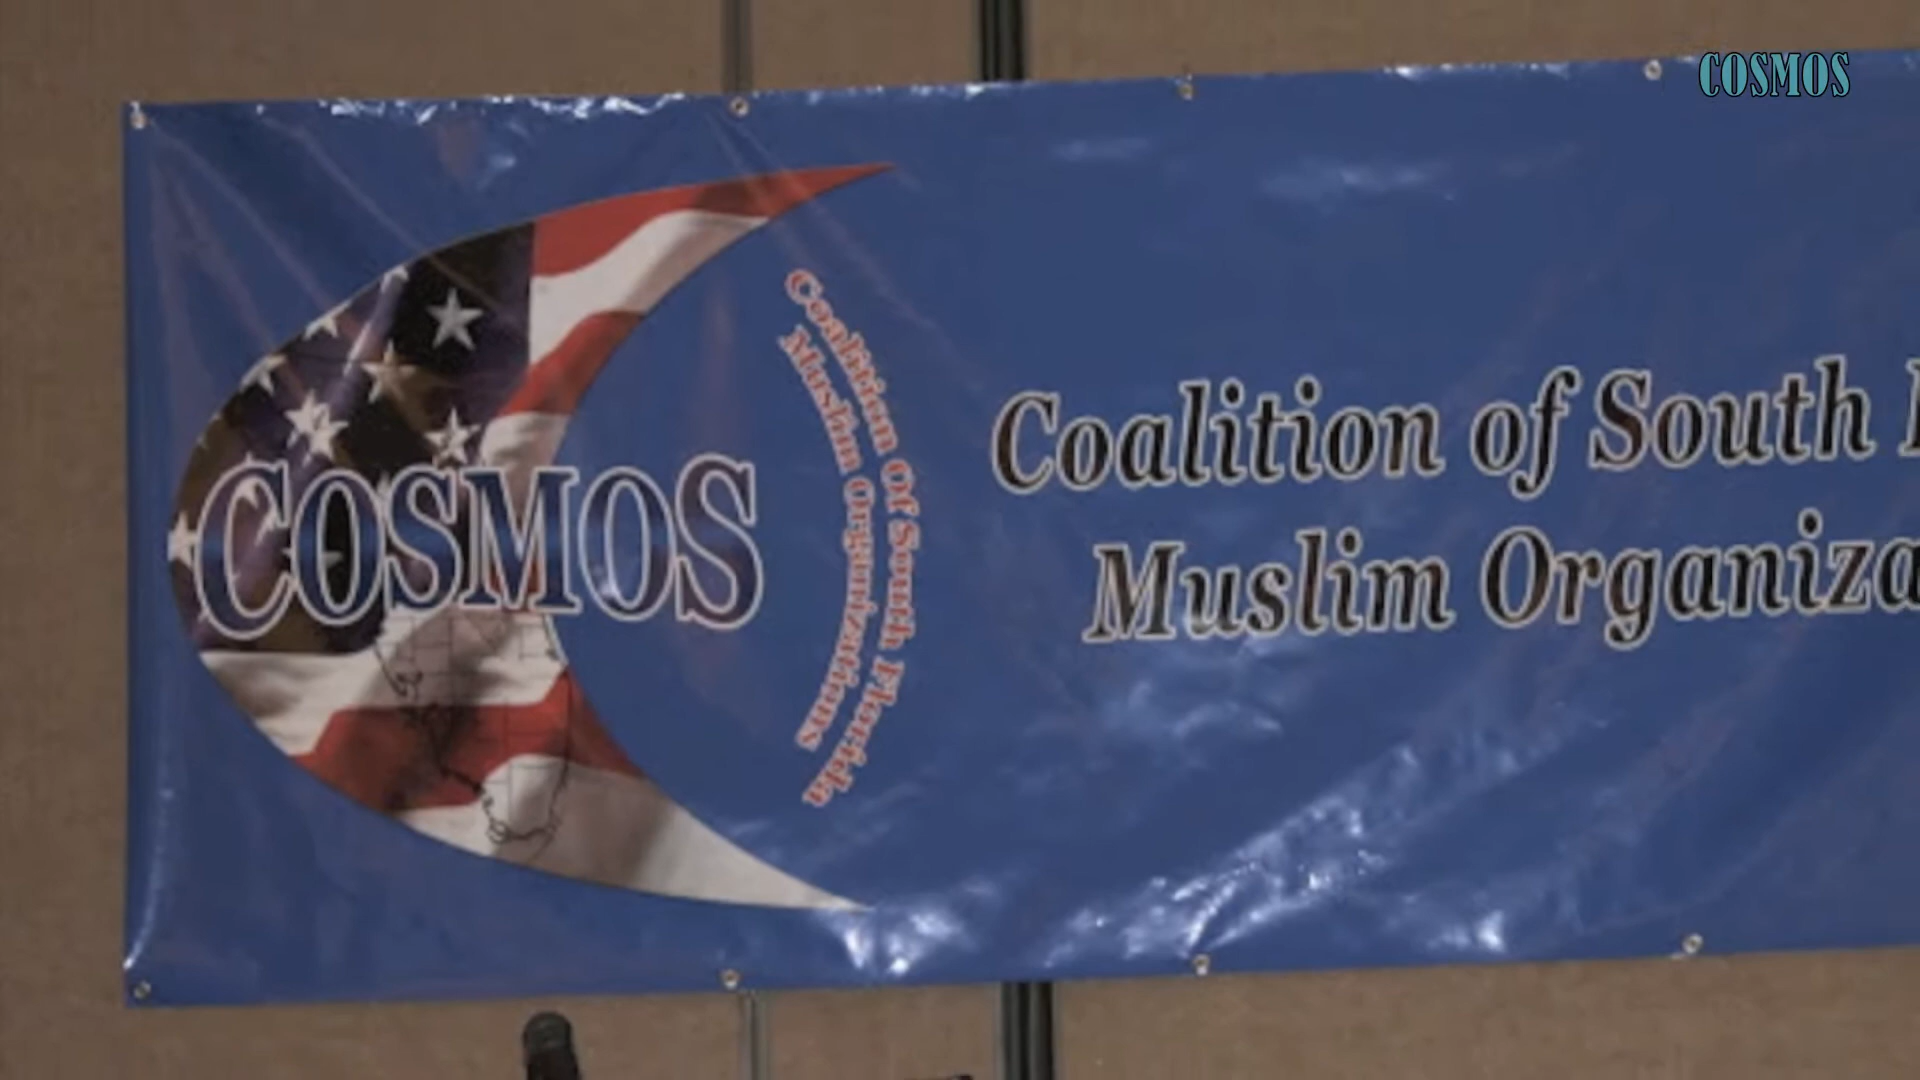 COSMOS
COSMOS
Coalition Of South Florida
Muslim Organizations
Coalition of South
Muslim Organiza